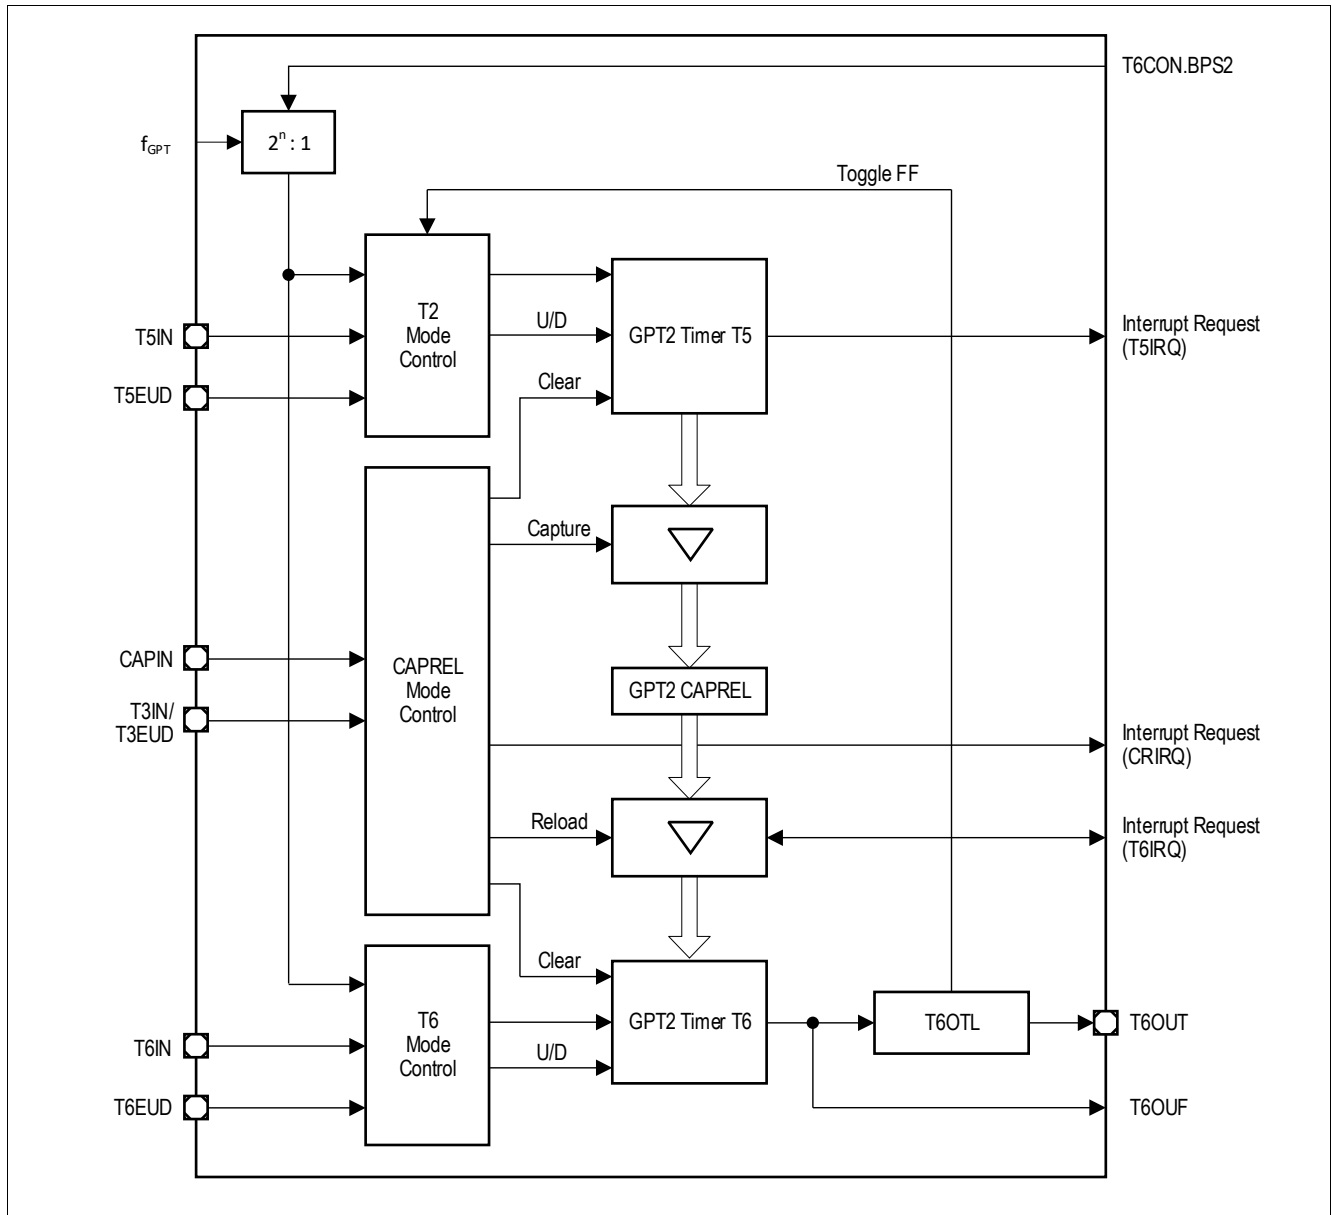 T6CON.BPS2
fGPT
2^n : 1
Toggle FF
T2
Mode
Control
U/D
GPT2 Timer T5
T5IN
Interrupt Request
(T5IRQ)
T5EUD
Clear
Capture
CAPIN
CAPREL
Mode
Control
GPT2 CAPREL
T3IN/
T3EUD
Interrupt Request
(CRIRQ)
Reload
Interrupt Request
(T6IRQ)
Clear
T6
Mode
Control
GPT2 Timer T6
T6OTL
T6OUT
T6IN
U/D
T6EUD
T6OUF